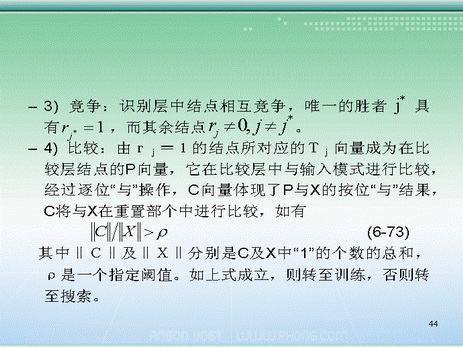 – 3) 竞争：识别层中结点相互竞争，唯一的胜者 j* 具
有 r_j* = 1 ，而其余结点 r_j ≠ 0, j ≠ j* 。
– 4) 比较：由 r j ＝ 1 的结点所对应的 T j 向量成为在比
较层结点的P向量，它在比较层中与输入模式进行比较，
经过逐位“与”操作，C向量体现了P与X的按位“与”结果，
C将与X在重置部个中进行比较，如有
‖C‖/‖X‖>ρ (6-73)
其中‖C‖及‖X‖分别是C及X中“1”的个数的总和，
ρ是一个指定阈值。如上式成立，则转至训练，否则转
至搜索。
44